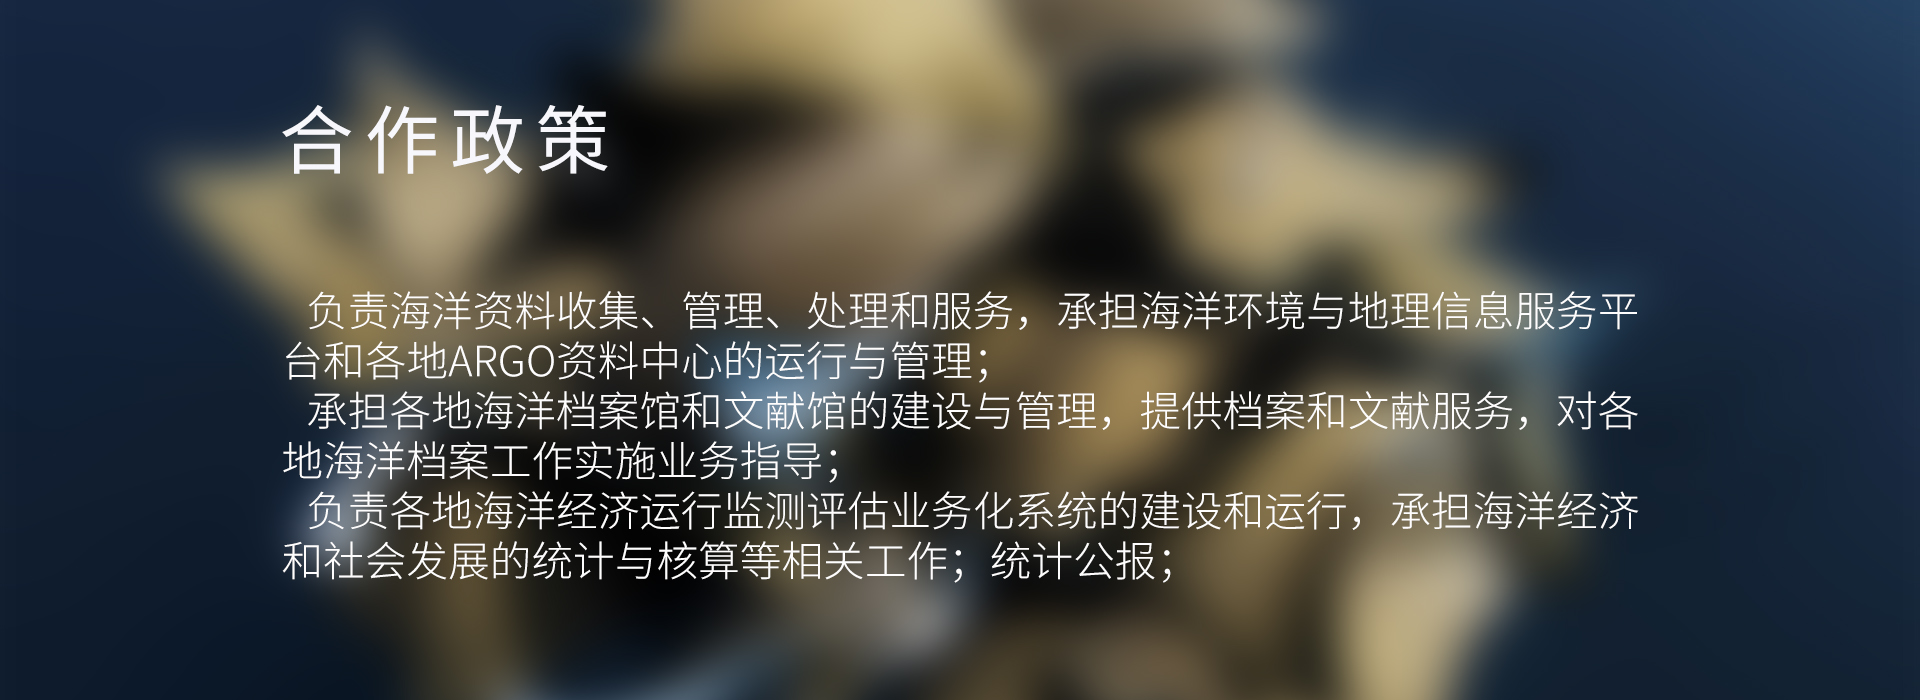 合作政策
负责海洋资料收集、管理、处理和服务，承担海洋环境与地理信息服务平
台和各地ARGO资料中心的运行与管理；
承担各地海洋档案馆和文献馆的建设与管理，提供档案和文献服务，对各
地海洋档案工作实施业务指导；
负责各地海洋经济运行监测评估业务化系统的建设和运行，承担海洋经济
和社会发展的统计与核算等相关工作；统计公报；